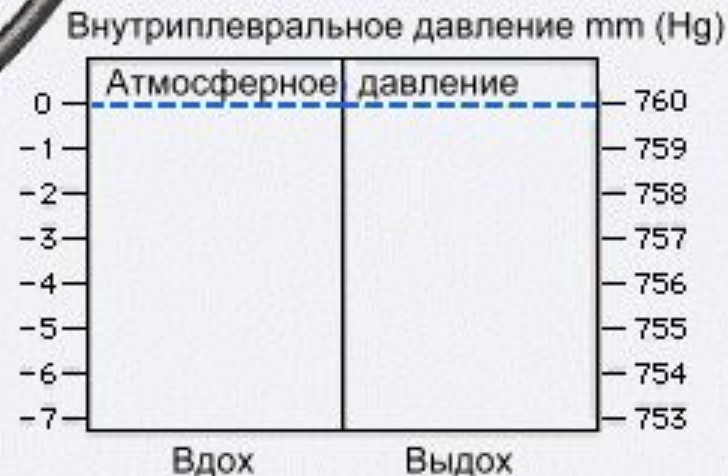 Внутриплевральное давление mm (Hg)
Атмосферное давление
0 760
-1 759
-2 758
-3 757
-4 756
-5 755
-6 754
-7 753
Вдох Выдох